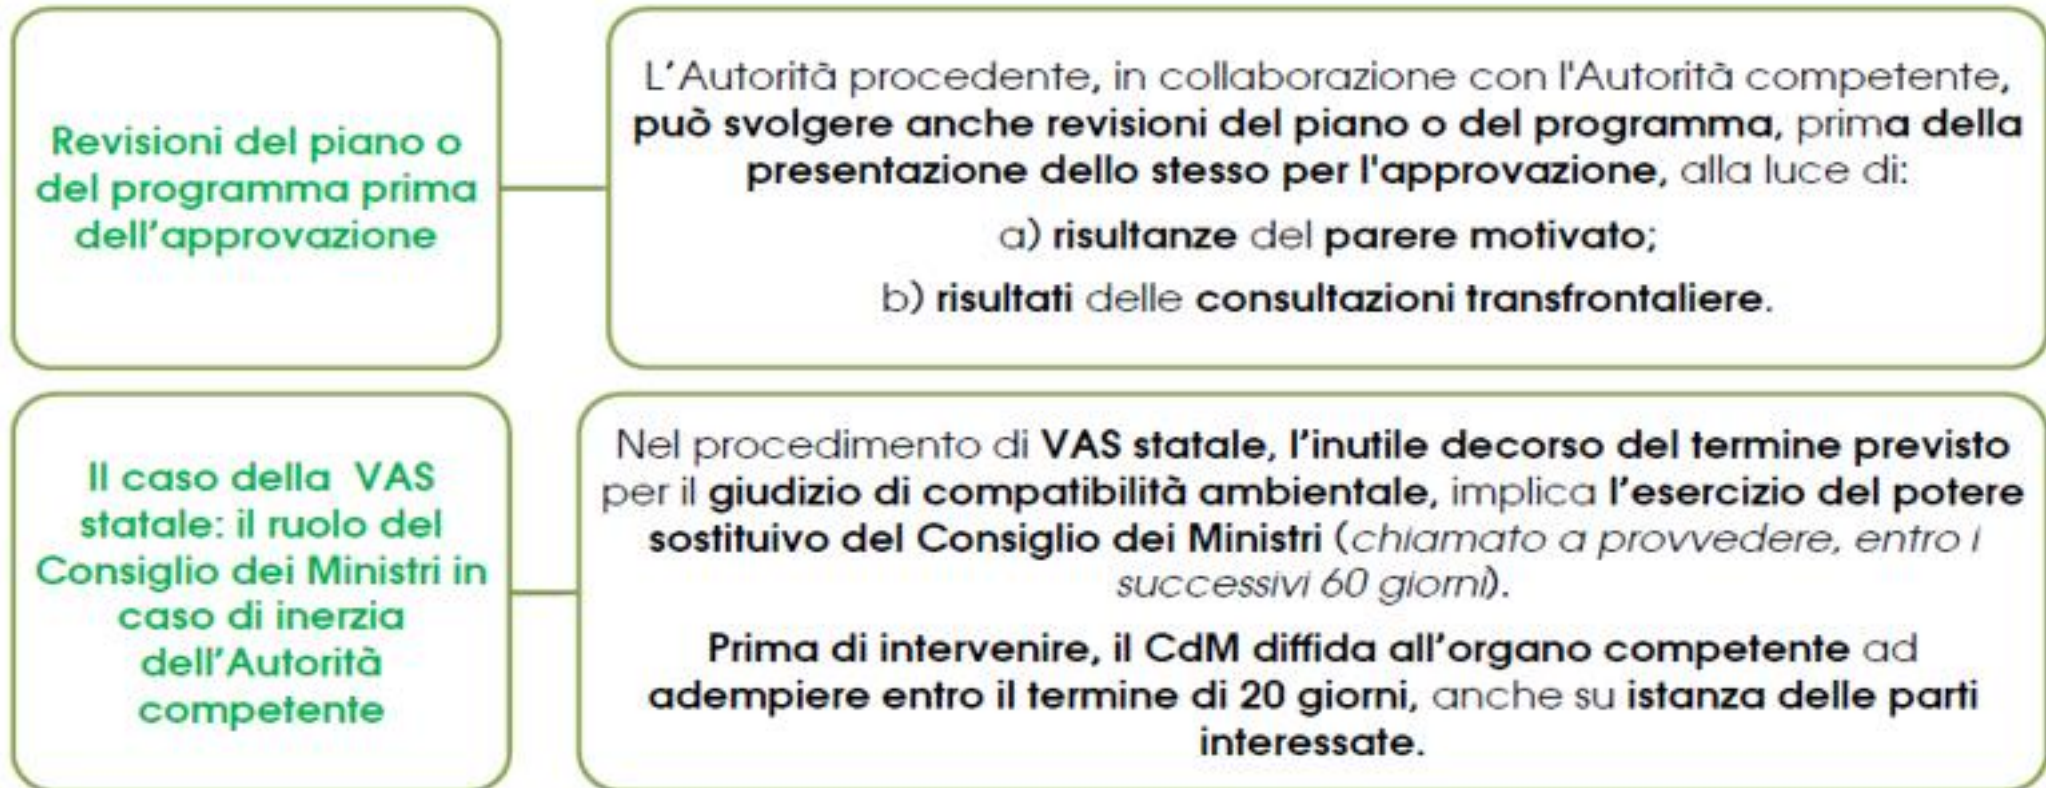 Revisioni del piano o
del programma prima
dell'approvazione
L'Autorità procedente, in collaborazione con l'Autorità competente,
può svolgere anche revisioni del piano o del programma, prima della
presentazione dello stesso per l'approvazione, alla luce di:
a) risultanze del parere motivato;
b) risultati delle consultazioni transfrontaliere.
Il caso della VAS
statale: il ruolo del
Consiglio dei Ministri in
caso di inerzia
dell'Autorità
competente
Nel procedimento di VAS statale, l'inutile decorso del termine previsto
per il giudizio di compatibilità ambientale, implica l'esercizio del potere
sostituivo del Consiglio dei Ministri (chiamato a provvedere, entro i
successivi 60 giorni).
Prima di intervenire, il CdM diffida all'organo competente ad
adempiere entro il termine di 20 giorni, anche su istanza delle parti
interessate.